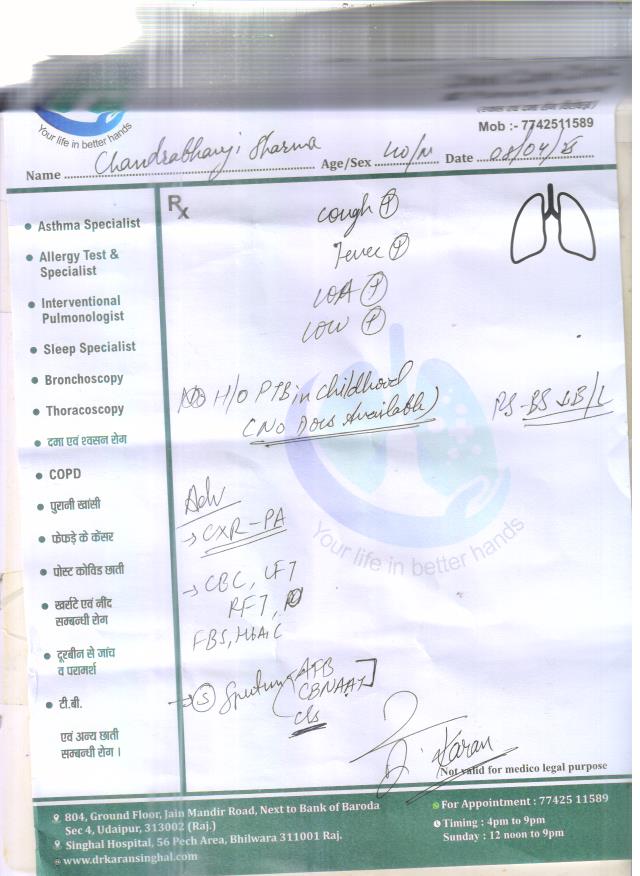 Your life in better hands
Mob :- 7742511589
Name Chandrabhanji Sharma Age/Sex 40/M Date 08/04/
Rx
Cough (P)
Fever (P)
LOA (P)
LOW (P)
H/O PTB in childhood
(No Docs Available)
RS - BS B/L
Adv
→ CXR-PA
→ CBC, LFT
RFT,
FBS, HbA1C
→ (S) Sputum AFB
CBNAAT
c/s
Karan
Not valid for medico legal purpose
Asthma Specialist
Allergy Test &
Specialist
Interventional
Pulmonologist
Sleep Specialist
Bronchoscopy
Thoracoscopy
दमा एवं श्वसन रोग
COPD
पुरानी खांसी
फेफड़े के कैंसर
पोस्ट कोविड छाती
खर्राटे एवं नींद
सम्बन्धी रोग
दूरबीन से जांच
व परामर्श
टी.बी.
एवं अन्य छाती
सम्बन्धी रोग ।
Your life in better hands
804, Ground Floor, Jain Mandir Road, Next to Bank of Baroda
Sec 4, Udaipur, 313002 (Raj.)
Singhal Hospital, 56 Pech Area, Bhilwara 311001 Raj.
www.drkaransinghal.com
For Appointment : 77425 11589
Timing : 4pm to 9pm
Sunday : 12 noon to 9pm